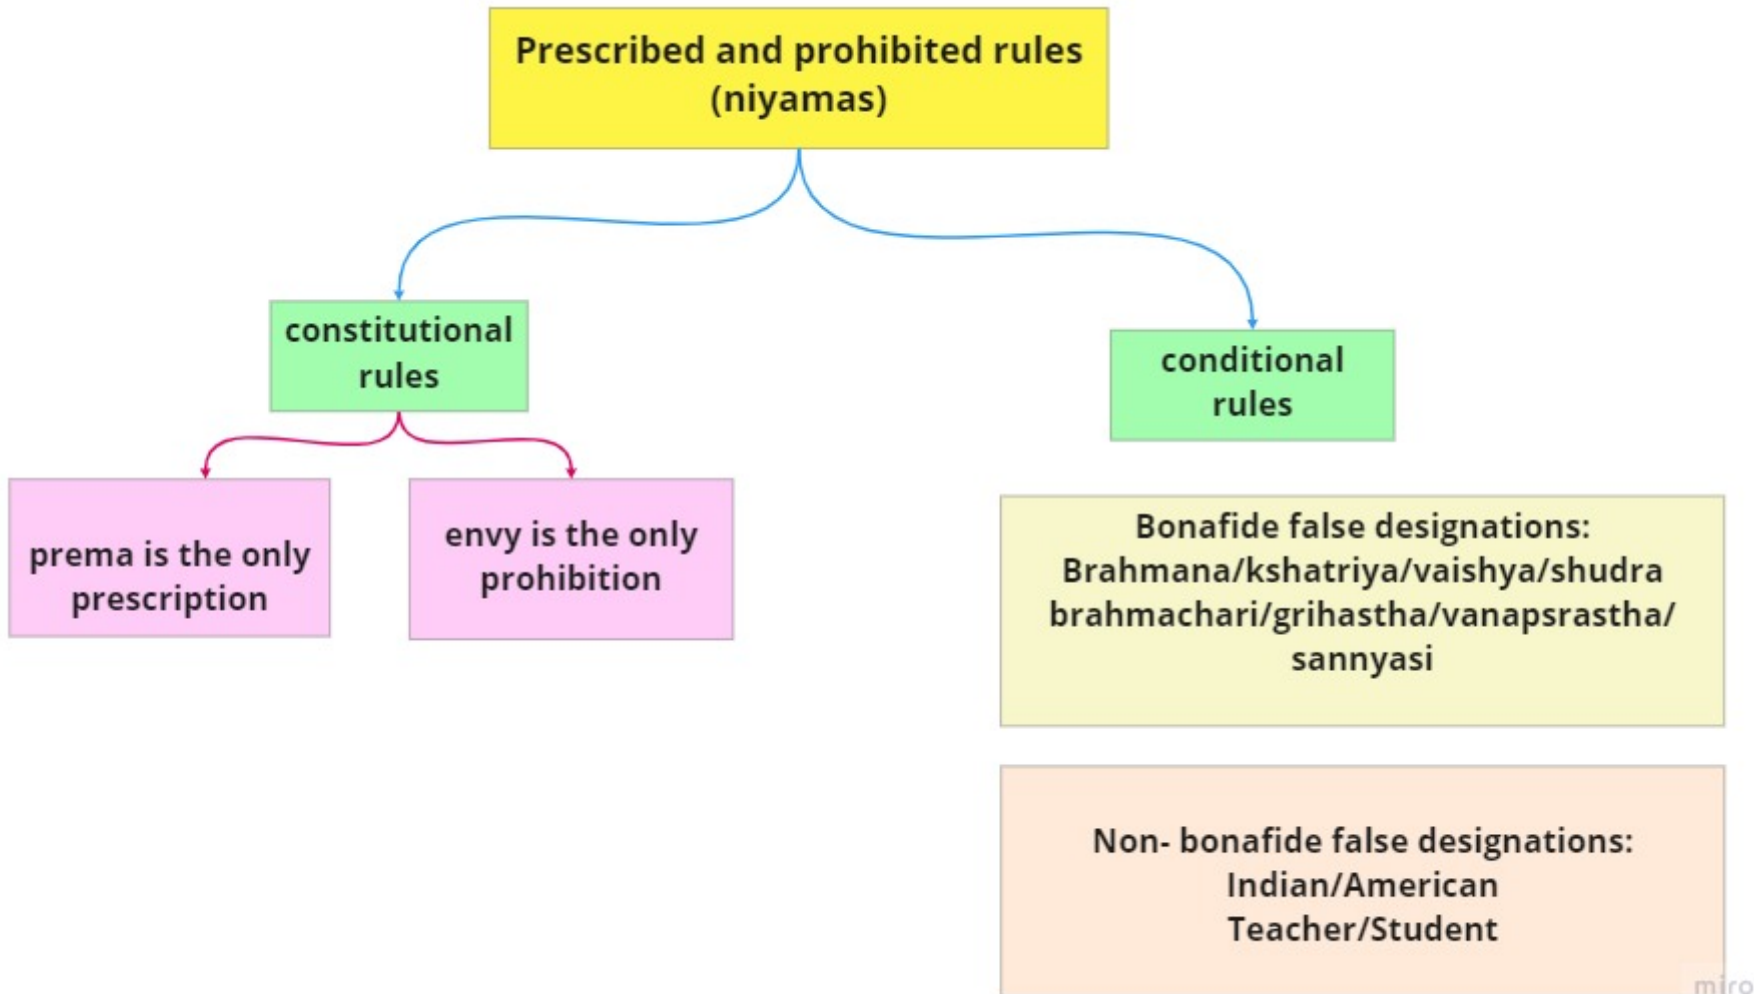 Prescribed and prohibited rules
(niyamas)
constitutional
rules
conditional
rules
prema is the only
prescription
envy is the only
prohibition
Bonafide false designations:
Brahmana/kshatriya/vaishya/shudra
brahmachari/grihastha/vanapsrastha/
sannyasi
Non- bonafide false designations:
Indian/American
Teacher/Student
miro